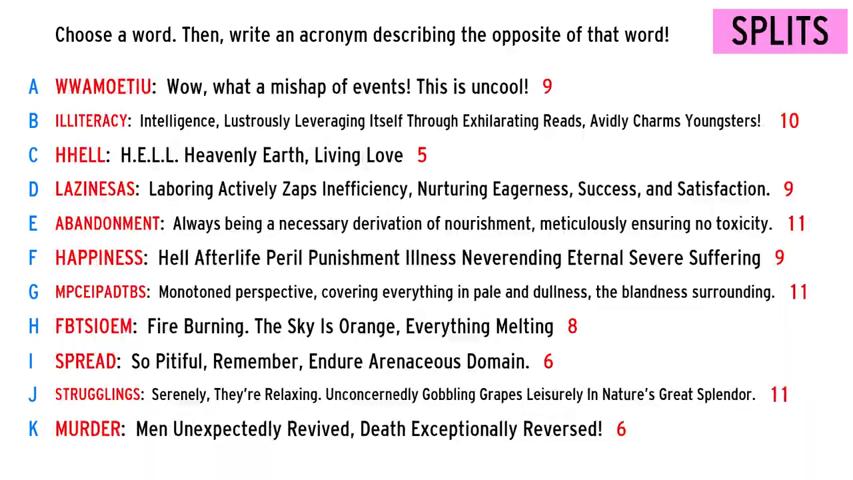 Choose a word. Then, write an acronym describing the opposite of that word!
SPLITS
A WWAMOETIU: Wow, what a mishap of events! This is uncool! 9
B ILLITERACY: Intelligence, Lustrously Leveraging Itself Through Exhilarating Reads, Avidly Charms Youngsters! 10
C HHELL: H.E.L.L. Heavenly Earth, Living Love 5
D LAZINESAS: Laboring Actively Zaps Inefficiency, Nurturing Eagerness, Success, and Satisfaction. 9
E ABANDONMENT: Always being a necessary derivation of nourishment, meticulously ensuring no toxicity. 11
F HAPPINESS: Hell Afterlife Peril Punishment Illness Neverending Eternal Severe Suffering 9
G MPCEIPADTBS: Monotoned perspective, covering everything in pale and dullness, the blandness surrounding. 11
H FBTSIOEM: Fire Burning. The Sky Is Orange, Everything Melting 8
I SPREAD: So Pitiful, Remember, Endure Arenaceous Domain. 6
J STRUGGLINGS: Serenely, They're Relaxing. Unconcernedly Gobbling Grapes Leisurely In Nature's Great Splendor. 11
K MURDER: Men Unexpectedly Revived, Death Exceptionally Reversed! 6